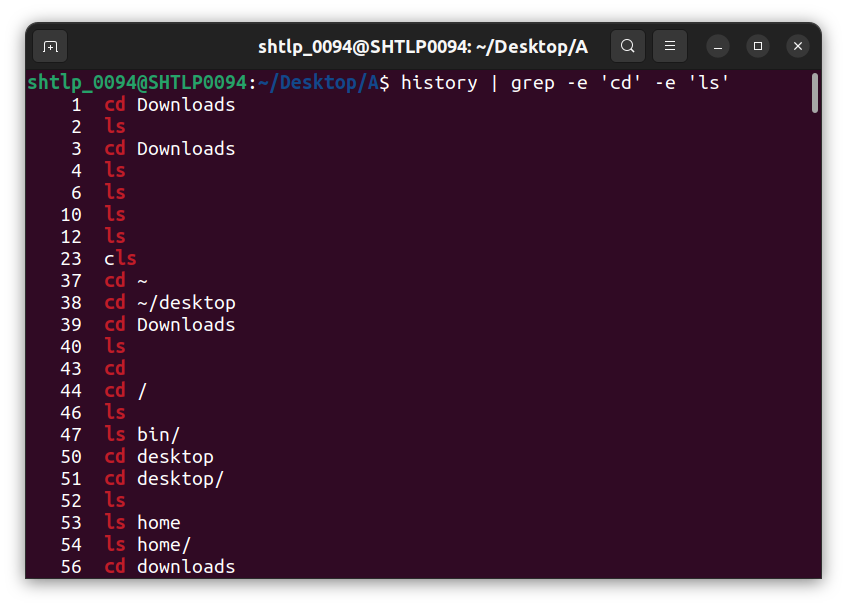 shtlp_0094@SHTLP0094: ~/Desktop/A
shtlp_0094@SHTLP0094:~/Desktop/A$ history | grep -e 'cd' -e 'ls'
1 cd Downloads
2 ls
3 cd Downloads
4 ls
6 ls
10 ls
12 ls
23 cls
37 cd ~
38 cd ~/desktop
39 cd Downloads
40 ls
43 cd
44 cd /
46 ls
47 ls bin/
50 cd desktop
51 cd desktop/
52 ls
53 ls home
54 ls home/
56 cd downloads